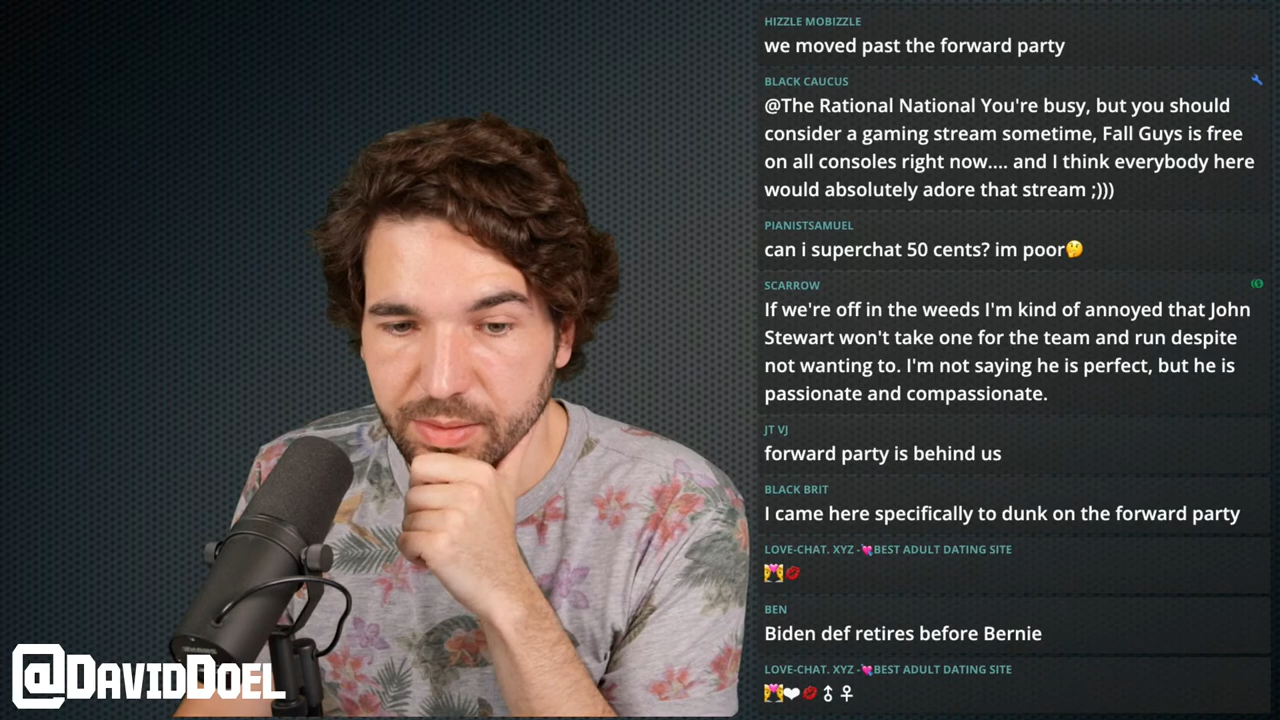 HIZZLE MOBIZZLE
we moved past the forward party
BLACK CAUCUS
@The Rational National You're busy, but you should
consider a gaming stream sometime, Fall Guys is free
on all consoles right now.... and I think everybody here
would absolutely adore that stream ;)))
PIANISTSAMUEL
can i superchat 50 cents? im poor🤔
SCARROW
If we're off in the weeds I'm kind of annoyed that John
Stewart won't take one for the team and run despite
not wanting to. I'm not saying he is perfect, but he is
passionate and compassionate.
JT VJ
forward party is behind us
BLACK BRIT
I came here specifically to dunk on the forward party
LOVE-CHAT. XYZ -💘BEST ADULT DATING SITE
BEN
Biden def retires before Bernie
LOVE-CHAT. XYZ -💘BEST ADULT DATING SITE
@DAVIDDOEL